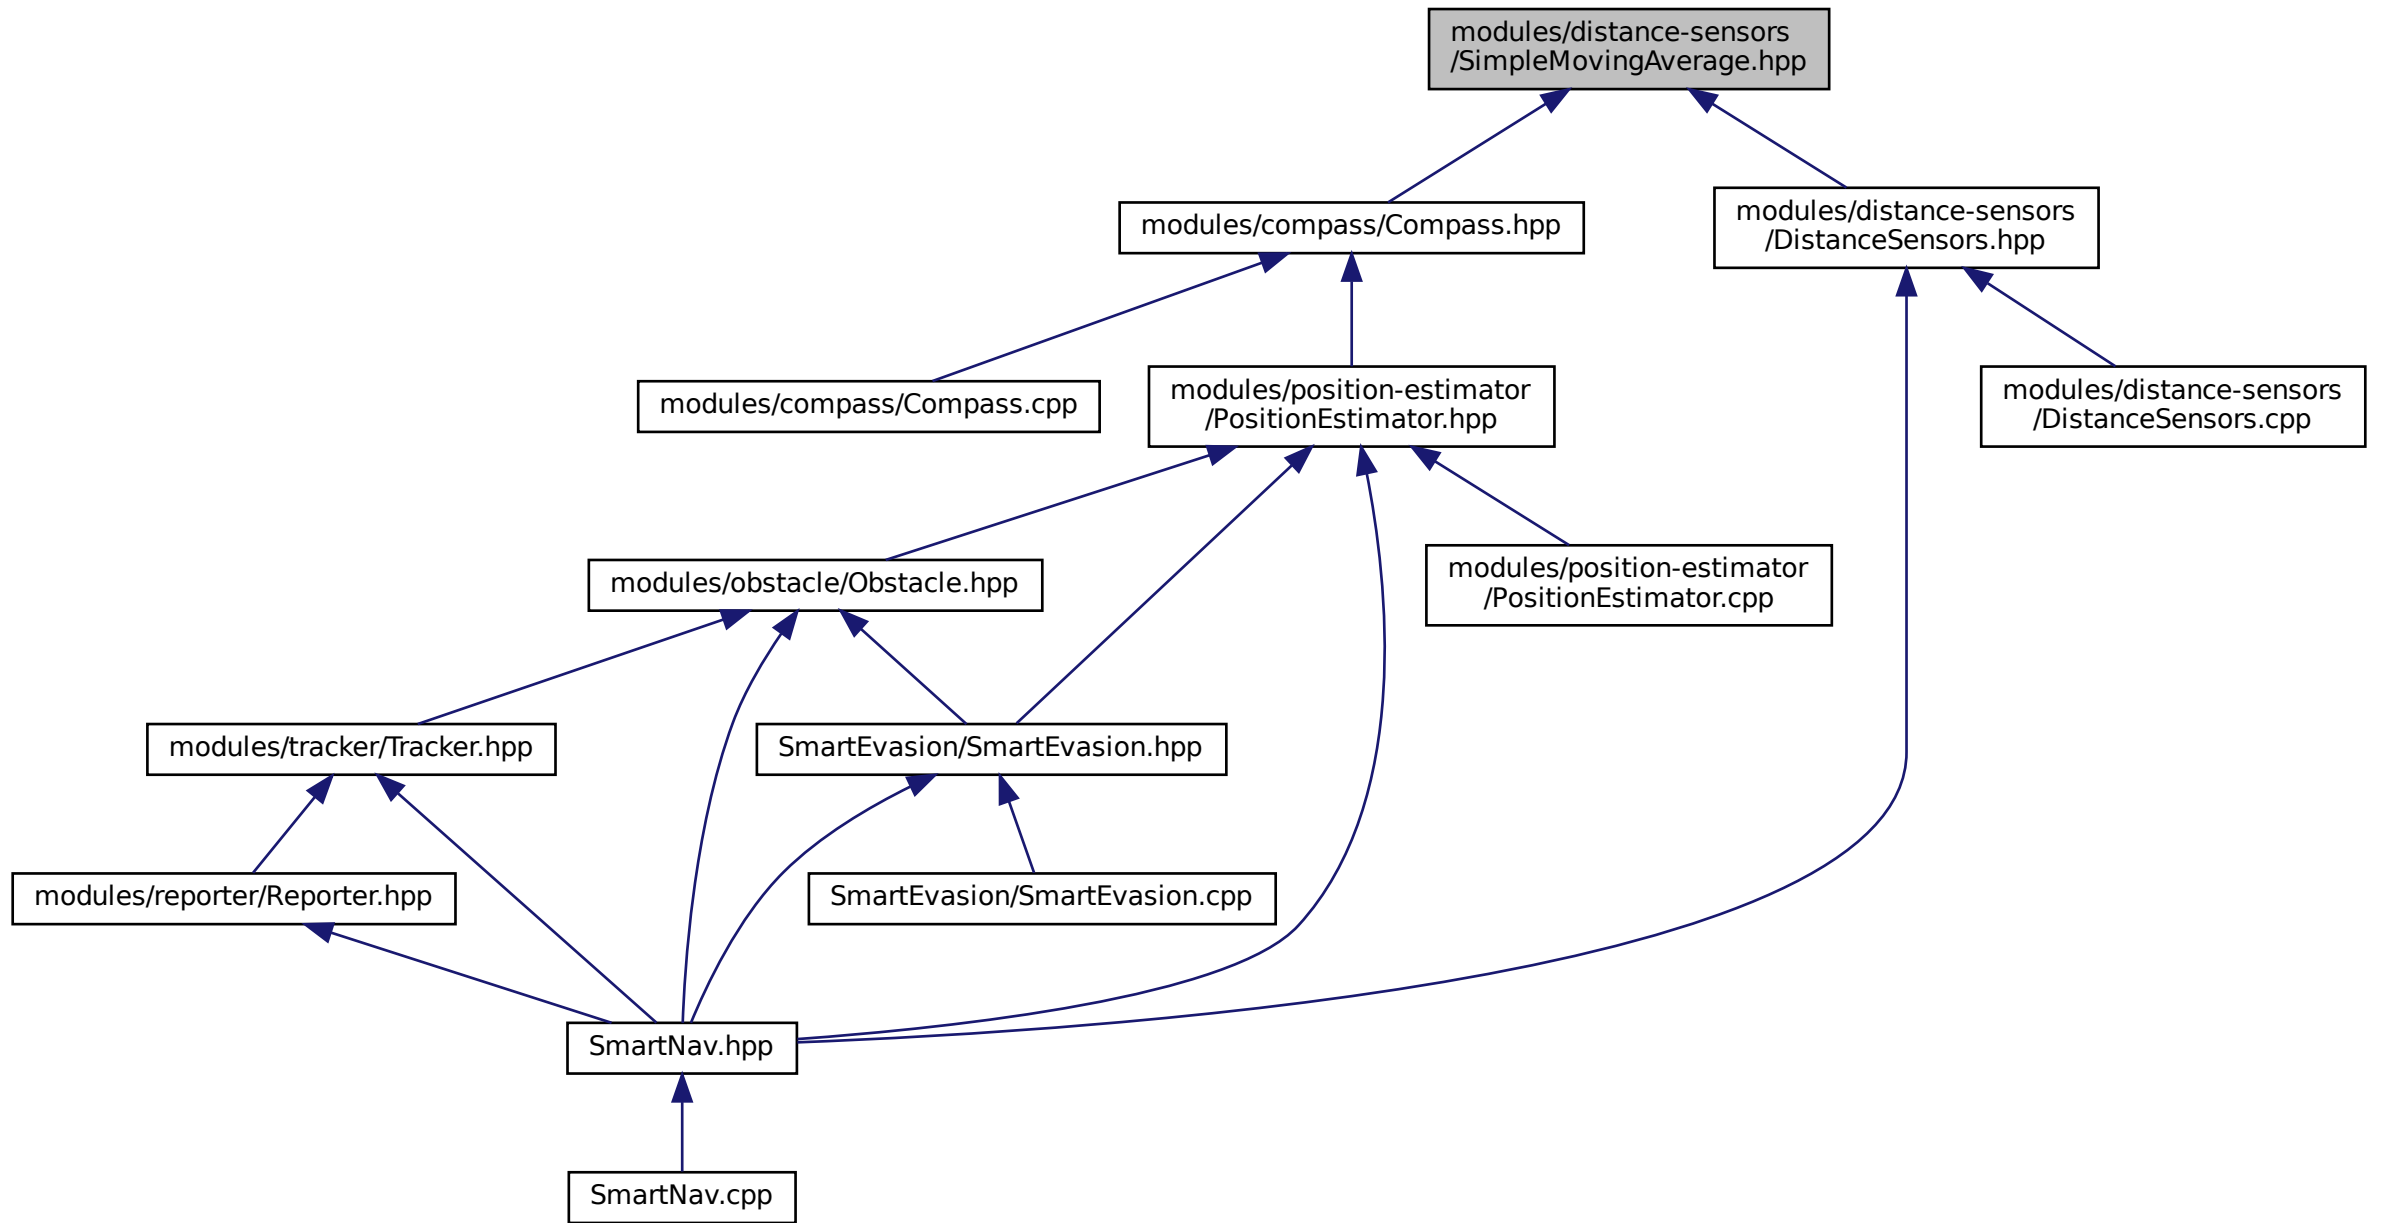 modules/distance-sensors
/SimpleMovingAverage.hpp
modules/compass/Compass.hpp
modules/distance-sensors
/DistanceSensors.hpp
modules/compass/Compass.cpp
modules/position-estimator
/PositionEstimator.hpp
modules/distance-sensors
/DistanceSensors.cpp
modules/obstacle/Obstacle.hpp
modules/position-estimator
/PositionEstimator.cpp
modules/tracker/Tracker.hpp
SmartEvasion/SmartEvasion.hpp
modules/reporter/Reporter.hpp
SmartEvasion/SmartEvasion.cpp
SmartNav.hpp
SmartNav.cpp